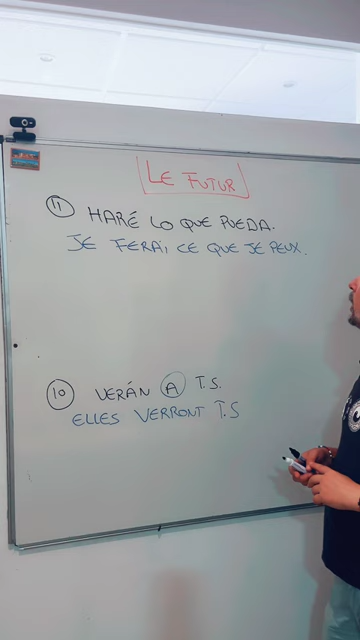 LE FUTUR
11 HARÉ LO QUE PUEDA.
JE FERAI CE QUE JE PEUX.
10 VERÁN A T.S.
ELLES VERRONT T.S